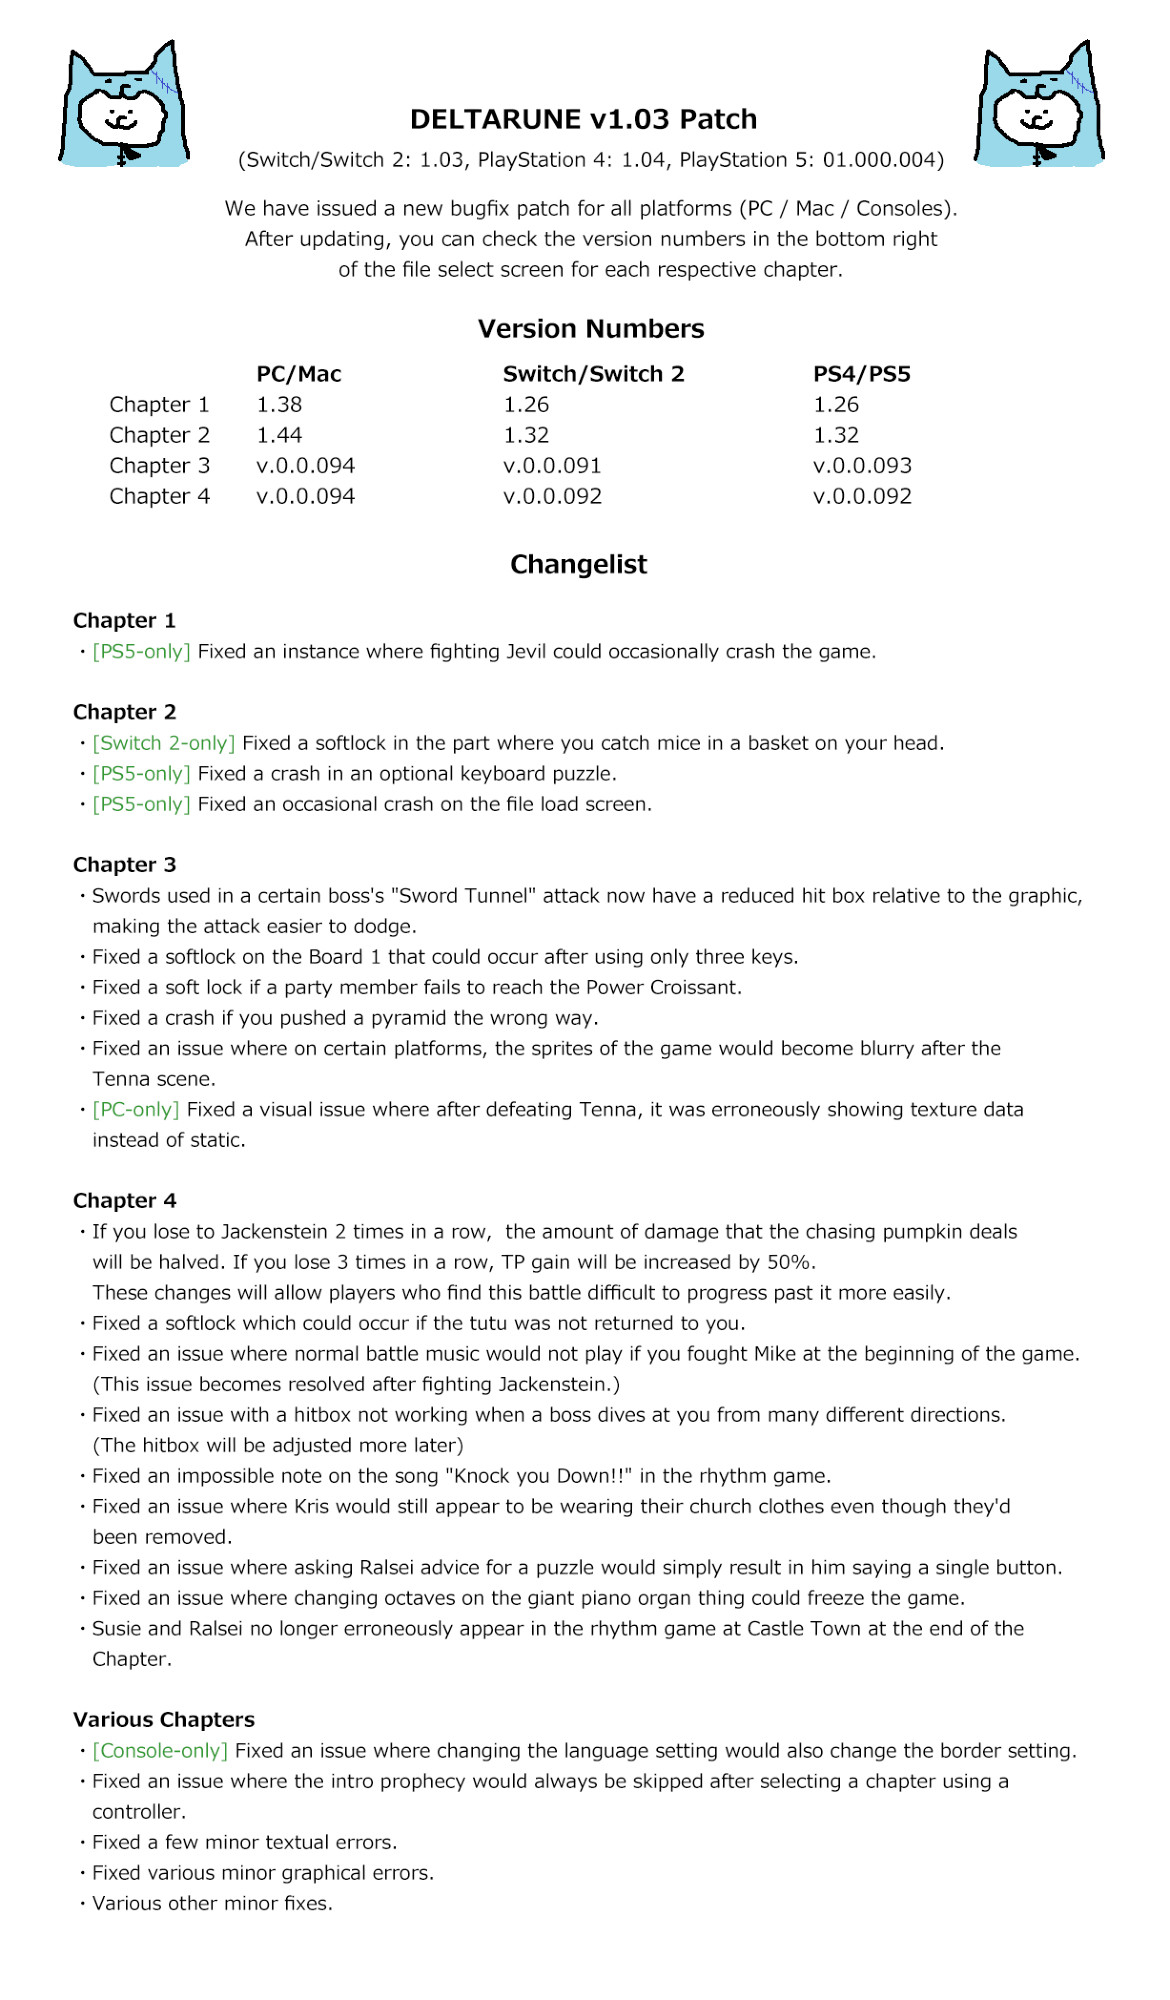 DELTARUNE v1.03 Patch
(Switch/Switch 2: 1.03, PlayStation 4: 1.04, PlayStation 5: 01.000.004)
We have issued a new bugfix patch for all platforms (PC / Mac / Consoles).
After updating, you can check the version numbers in the bottom right
of the file select screen for each respective chapter.
Version Numbers
PC/Mac Switch/Switch 2 PS4/PS5
Chapter 1 1.38 1.26 1.26
Chapter 2 1.44 1.32 1.32
Chapter 3 v.0.0.094 v.0.0.091 v.0.0.093
Chapter 4 v.0.0.094 v.0.0.092 v.0.0.092
Changelist
Chapter 1
・[PS5-only] Fixed an instance where fighting Jevil could occasionally crash the game.
Chapter 2
・[Switch 2-only] Fixed a softlock in the part where you catch mice in a basket on your head.
・[PS5-only] Fixed a crash in an optional keyboard puzzle.
・[PS5-only] Fixed an occasional crash on the file load screen.
Chapter 3
・Swords used in a certain boss's "Sword Tunnel" attack now have a reduced hit box relative to the graphic,
making the attack easier to dodge.
・Fixed a softlock on the Board 1 that could occur after using only three keys.
・Fixed a soft lock if a party member fails to reach the Power Croissant.
・Fixed a crash if you pushed a pyramid the wrong way.
・Fixed an issue where on certain platforms, the sprites of the game would become blurry after the
Tenna scene.
・[PC-only] Fixed a visual issue where after defeating Tenna, it was erroneously showing texture data
instead of static.
Chapter 4
・If you lose to Jackenstein 2 times in a row,  the amount of damage that the chasing pumpkin deals
will be halved. If you lose 3 times in a row, TP gain will be increased by 50%.
These changes will allow players who find this battle difficult to progress past it more easily.
・Fixed a softlock which could occur if the tutu was not returned to you.
・Fixed an issue where normal battle music would not play if you fought Mike at the beginning of the game.
(This issue becomes resolved after fighting Jackenstein.)
・Fixed an issue with a hitbox not working when a boss dives at you from many different directions.
(The hitbox will be adjusted more later)
・Fixed an impossible note on the song "Knock you Down!!" in the rhythm game.
・Fixed an issue where Kris would still appear to be wearing their church clothes even though they'd
been removed.
・Fixed an issue where asking Ralsei advice for a puzzle would simply result in him saying a single button.
・Fixed an issue where changing octaves on the giant piano organ thing could freeze the game.
・Susie and Ralsei no longer erroneously appear in the rhythm game at Castle Town at the end of the
Chapter.
Various Chapters
・[Console-only] Fixed an issue where changing the language setting would also change the border setting.
・Fixed an issue where the intro prophecy would always be skipped after selecting a chapter using a
controller.
・Fixed a few minor textual errors.
・Fixed various minor graphical errors.
・Various other minor fixes.